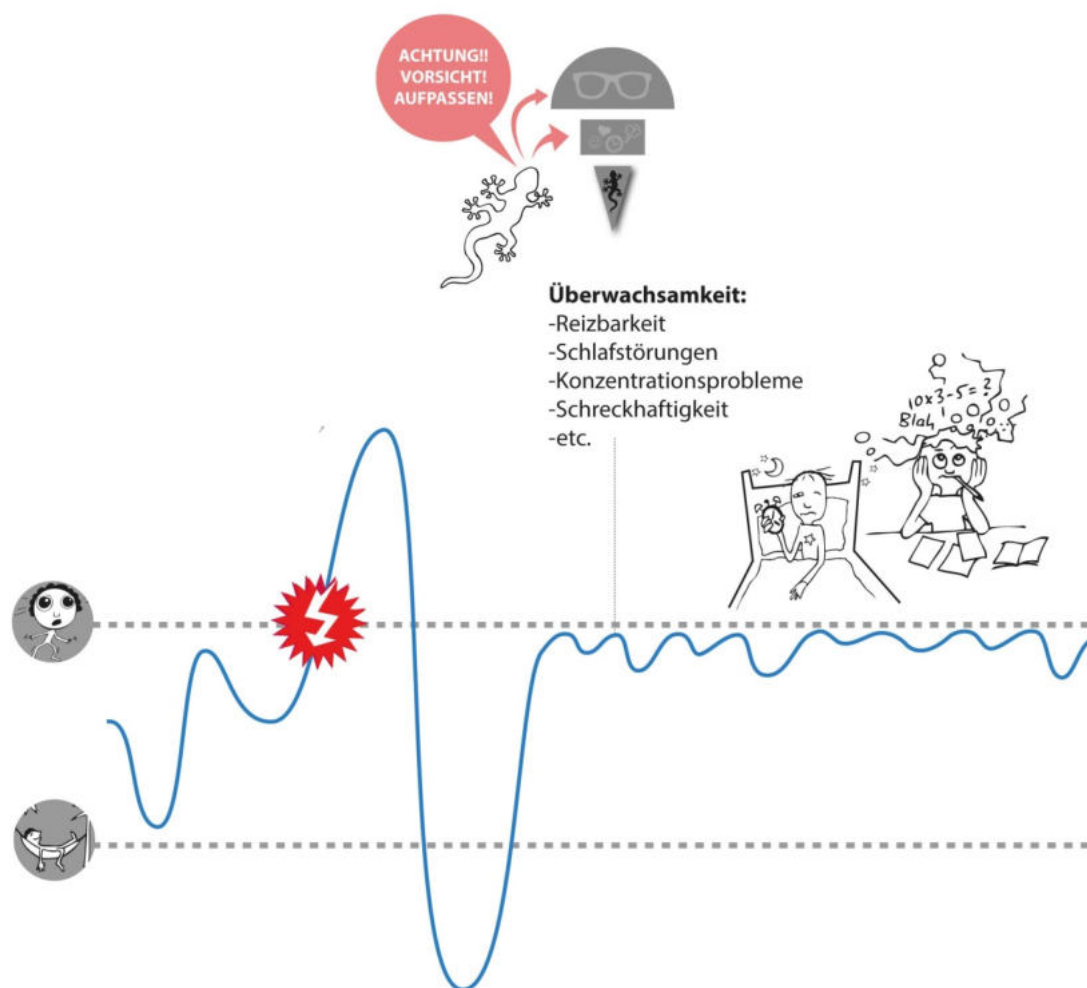 ACHTUNG!!
VORSICHT!
AUFPASSEN!
Überwachsamkeit:
-Reizbarkeit
-Schlafstörungen
-Konzentrationsprobleme
-Schreckhaftigkeit
-etc.
10x3-5=?
Blah